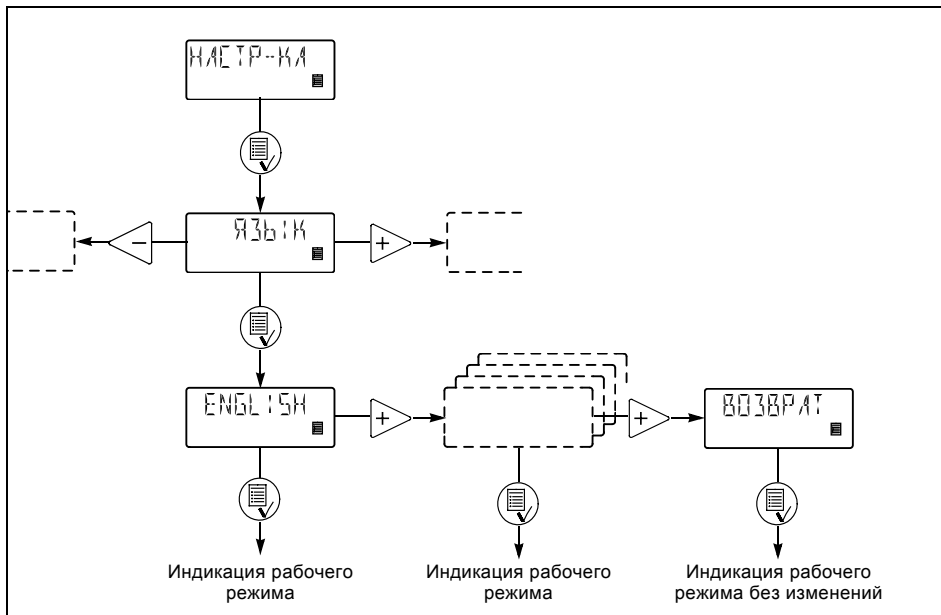 НАСТР-КА
ЯЗЫК
ENGLISH
ВОЗВРАТ
Индикация рабочего
режима
Индикация рабочего
режима
Индикация рабочего
режима без изменений